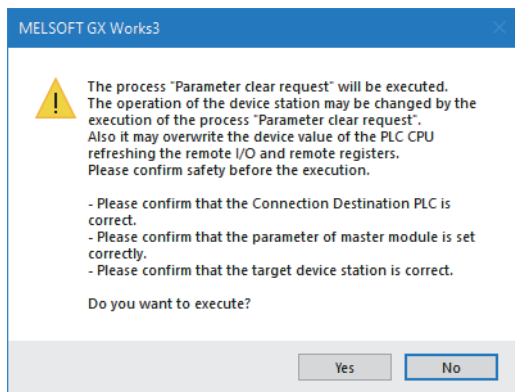 MELSOFT GX Works3
The process "Parameter clear request" will be executed.
The operation of the device station may be changed by the
execution of the process "Parameter clear request".
Also it may overwrite the device value of the PLC CPU
refreshing the remote I/O and remote registers.
Please confirm safety before the execution.
- Please confirm that the Connection Destination PLC is
correct.
- Please confirm that the parameter of master module is set
correctly.
- Please confirm that the target device station is correct.
Do you want to execute?
Yes No